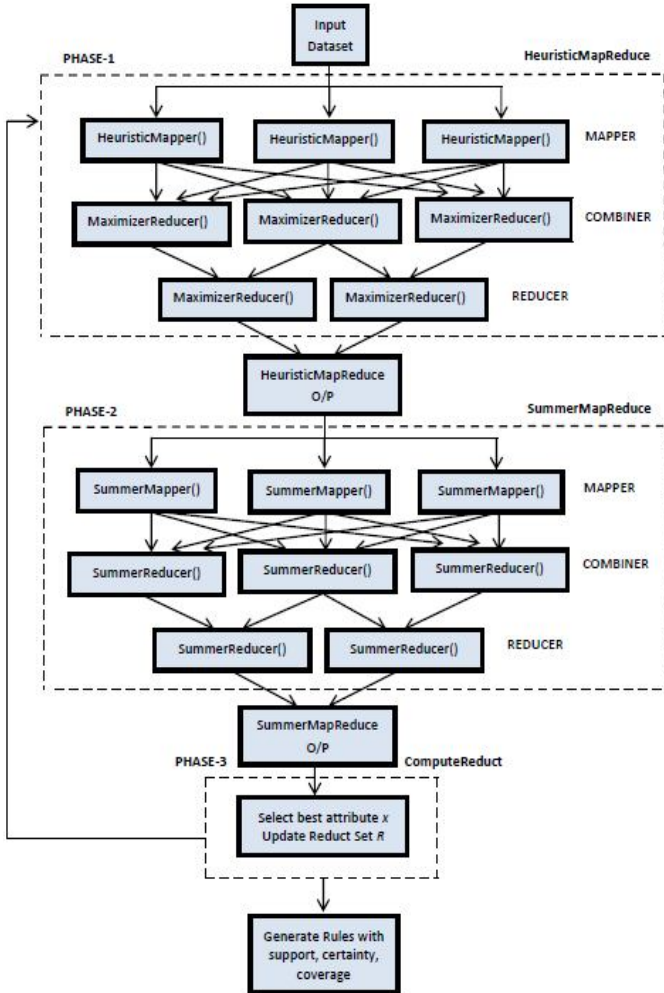 Input
Dataset
PHASE-1
HeuristicMapReduce
HeuristicMapper()
HeuristicMapper()
HeuristicMapper()
MAPPER
MaximizerReducer()
MaximizerReducer()
MaximizerReducer()
COMBINER
MaximizerReducer()
MaximizerReducer()
REDUCER
HeuristicMapReduce
O/P
PHASE-2
SummerMapReduce
SummerMapper()
SummerMapper()
SummerMapper()
MAPPER
SummerReducer()
SummerReducer()
SummerReducer()
COMBINER
SummerReducer()
SummerReducer()
REDUCER
SummerMapReduce
O/P
PHASE-3
ComputeReduct
Select best attribute x
Update Reduct Set R
Generate Rules with
support, certainty,
coverage